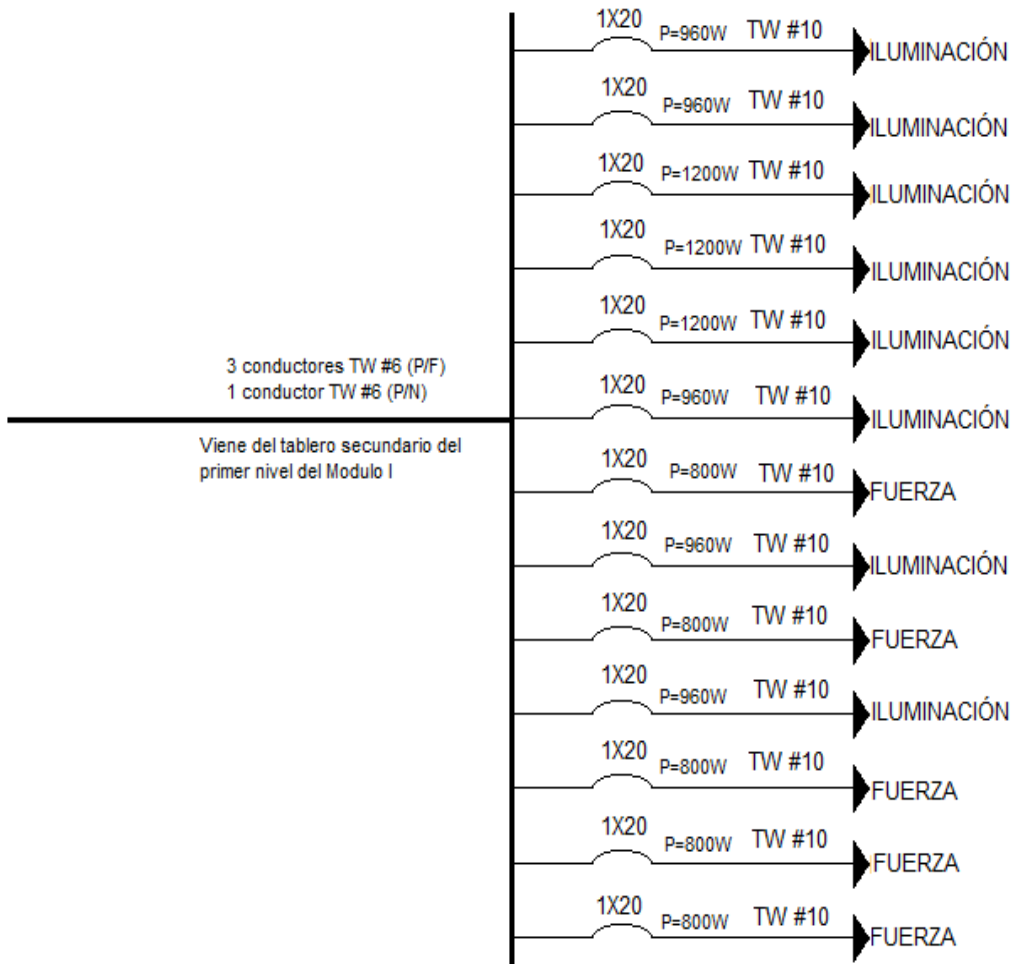 1X20 P=960W TW #10 ILUMINACIÓN
1X20 P=960W TW #10 ILUMINACIÓN
1X20 P=1200W TW #10 ILUMINACIÓN
1X20 P=1200W TW #10 ILUMINACIÓN
1X20 P=1200W TW #10 ILUMINACIÓN
3 conductores TW #6 (P/F)
1 conductor TW #6 (P/N)
Viene del tablero secundario del
primer nivel del Modulo I
1X20 P=960W TW #10 ILUMINACIÓN
1X20 P=800W TW #10 FUERZA
1X20 P=960W TW #10 ILUMINACIÓN
1X20 P=800W TW #10 FUERZA
1X20 P=960W TW #10 ILUMINACIÓN
1X20 P=800W TW #10 FUERZA
1X20 P=800W TW #10 FUERZA
1X20 P=800W TW #10 FUERZA